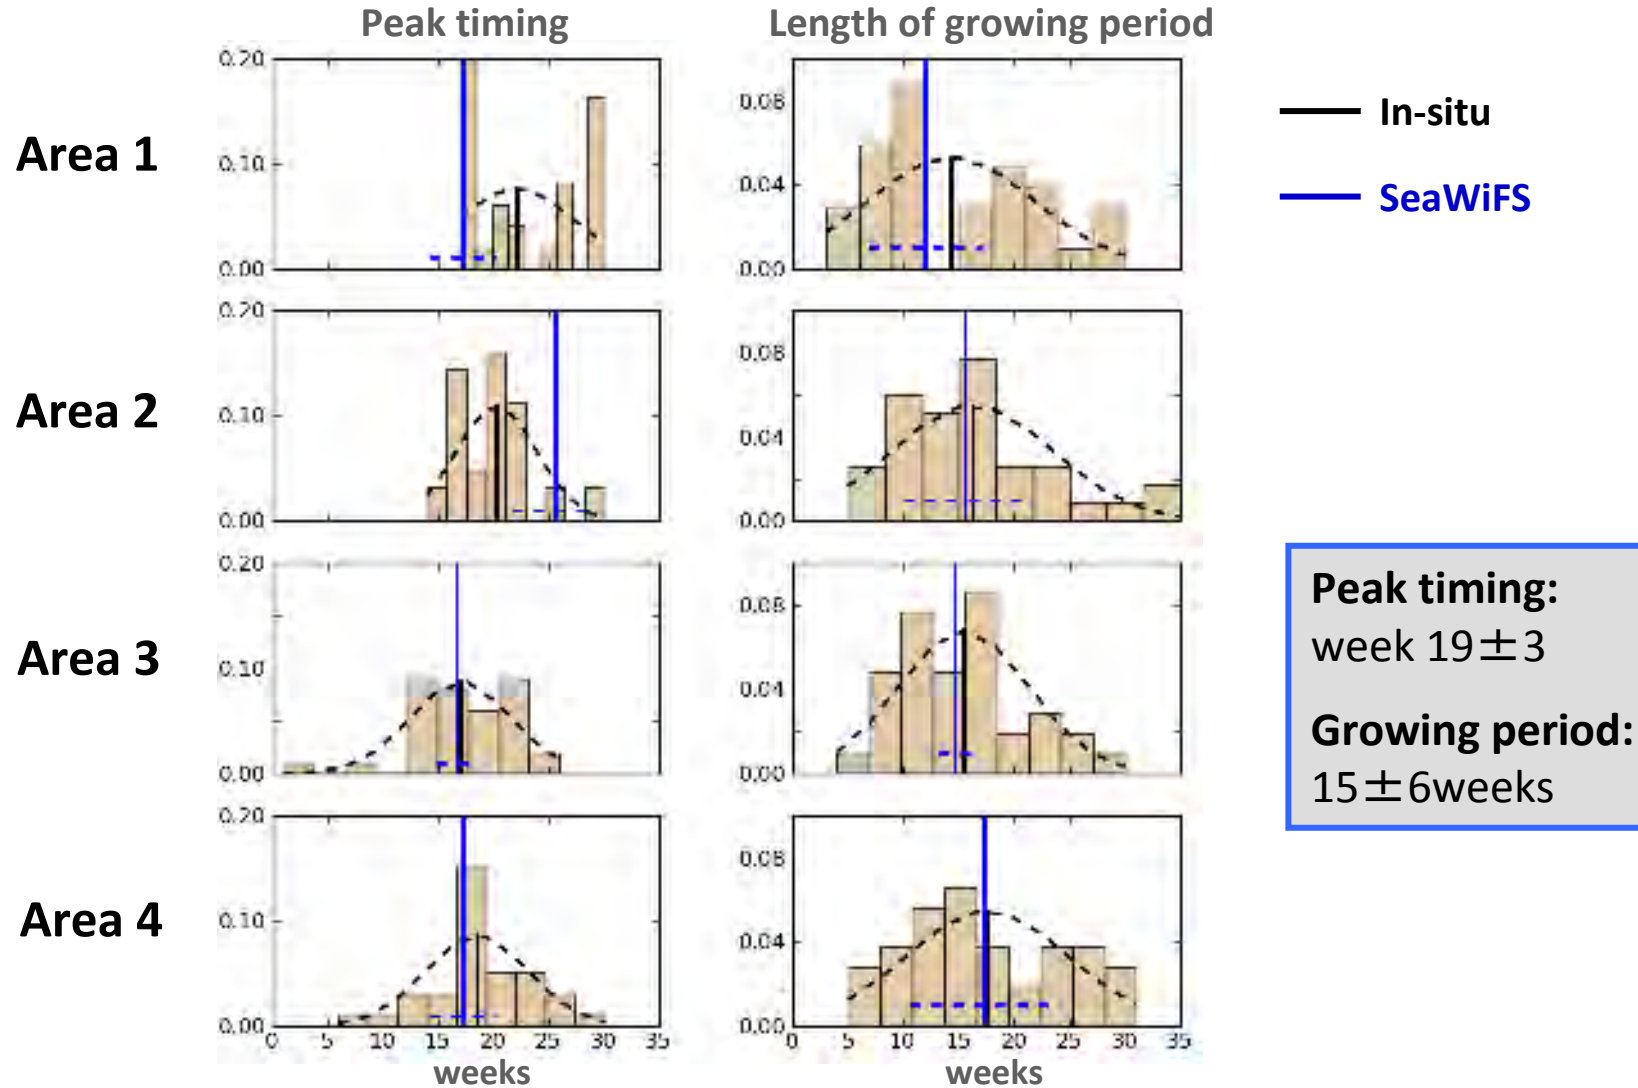 Peak timing
Length of growing period
Area 1
0.20
0.10
0.00
0.08
0.04
0.00
In-situ
SeaWiFS
Area 2
0.20
0.10
0.00
0.08
0.04
0.00
Area 3
0.20
0.10
0.00
0.08
0.04
0.00
Peak timing:
week 19±3
Growing period:
15±6weeks
Area 4
0.20
0.10
0.00
0.08
0.04
0.00
0 5 10 15 20 25 30 35
0 5 10 15 20 25 30 35
weeks
weeks